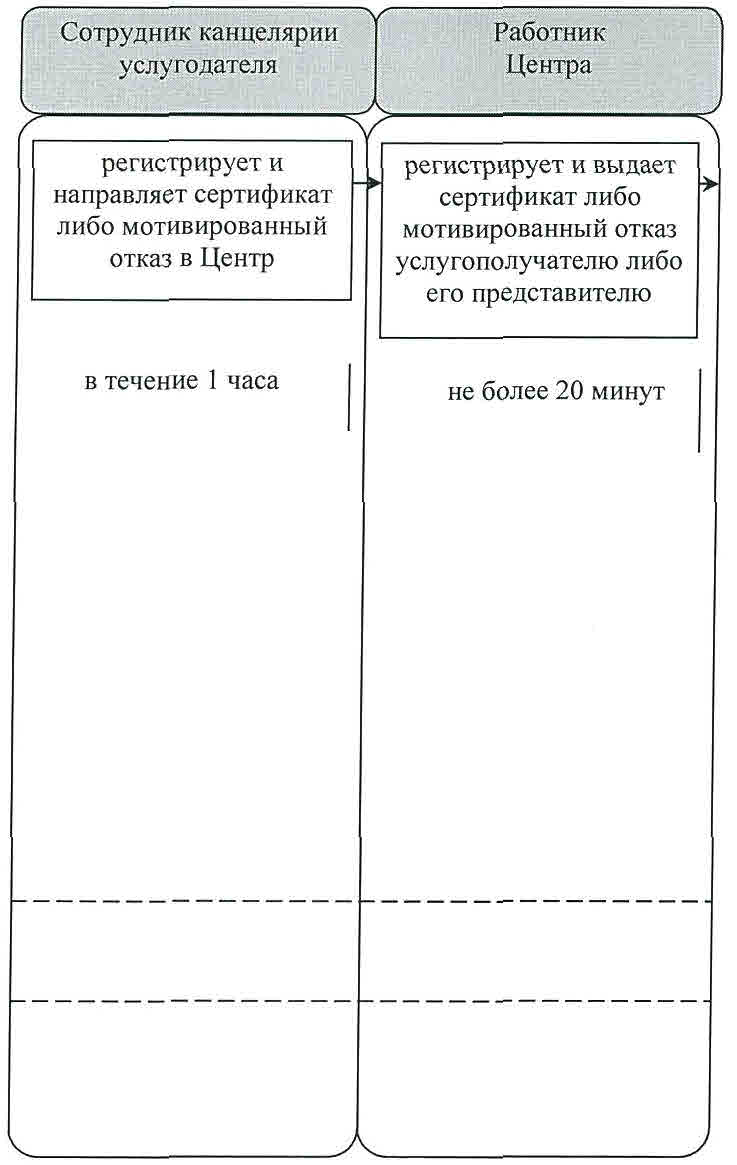 Сотрудник канцелярии
услугодателя
Работник
Центра
регистрирует и
направляет сертификат
либо мотивированный
отказ в Центр
регистрирует и выдает
сертификат либо
мотивированный отказ
услугополучателю либо
его представителю
в течение 1 часа
не более 20 минут